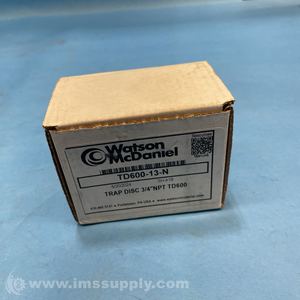 Watson
McDaniel
TD600-13-N
TRAP DISC 3/4"NPT TD600
www.imssupply.com